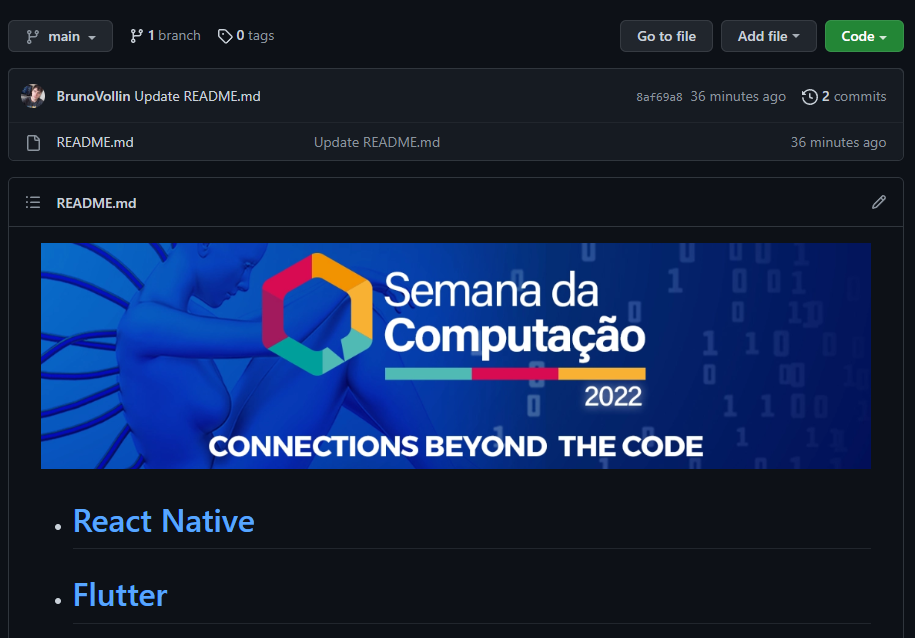 main
1 branch
0 tags
Go to file
Add file
Code
BrunoVollin Update README.md
8af69a8 36 minutes ago
2 commits
README.md
Update README.md
36 minutes ago
README.md
Semana da
Computação
2022
CONNECTIONS BEYOND THE CODE
React Native
Flutter